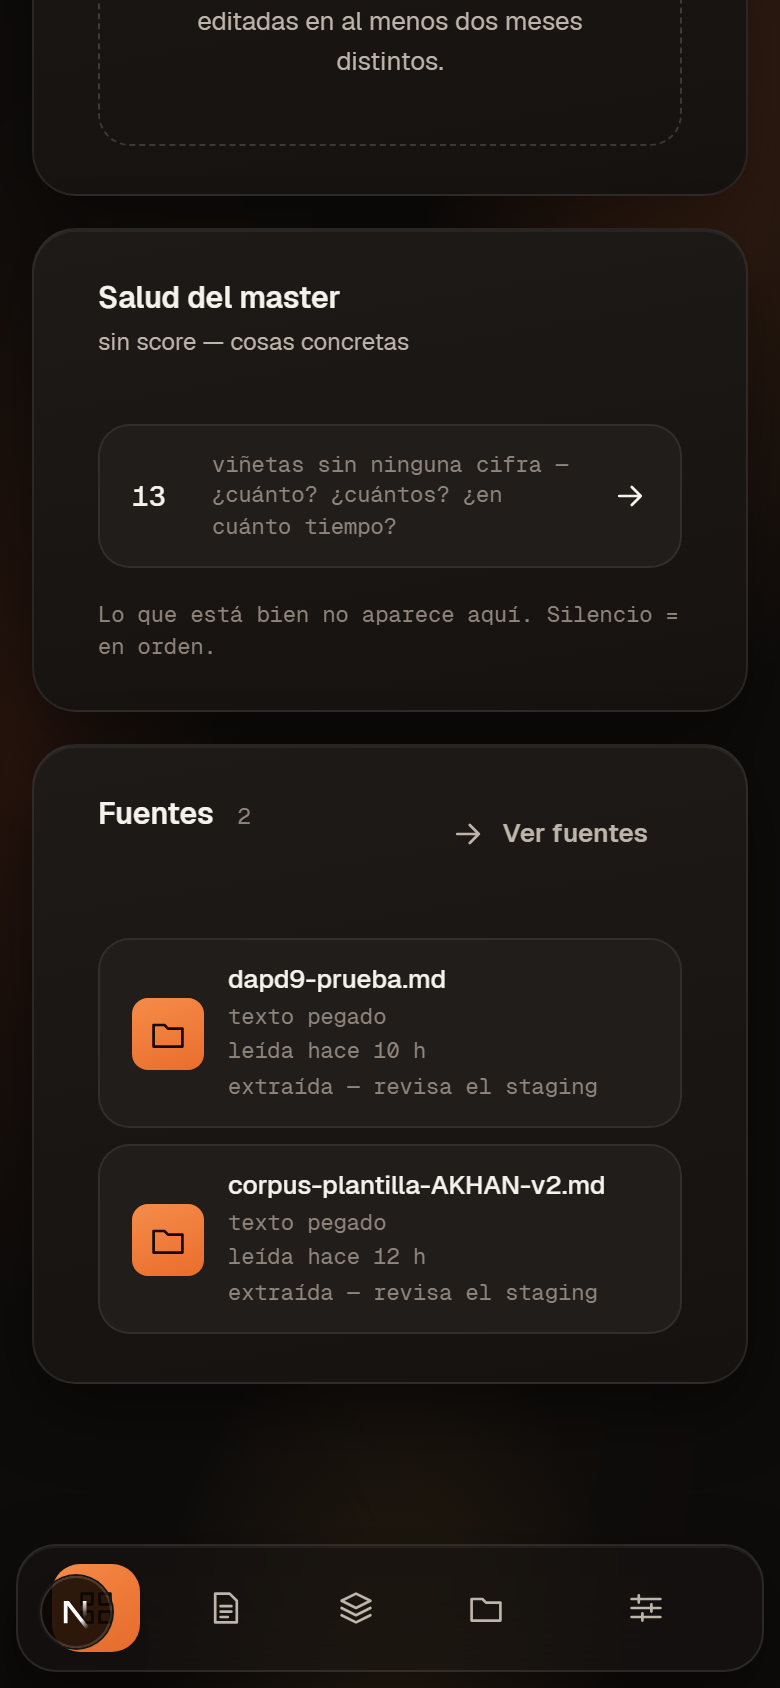 editadas en al menos dos meses
distintos.
Salud del master
sin score — cosas concretas
13
viñetas sin ninguna cifra —
¿cuánto? ¿cuántos? ¿en
cuánto tiempo?
Lo que está bien no aparece aquí. Silencio =
en orden.
Fuentes 2
Ver fuentes
dapd9-prueba.md
texto pegado
leída hace 10 h
extraída — revisa el staging
corpus-plantilla-AKHAN-v2.md
texto pegado
leída hace 12 h
extraída — revisa el staging
N